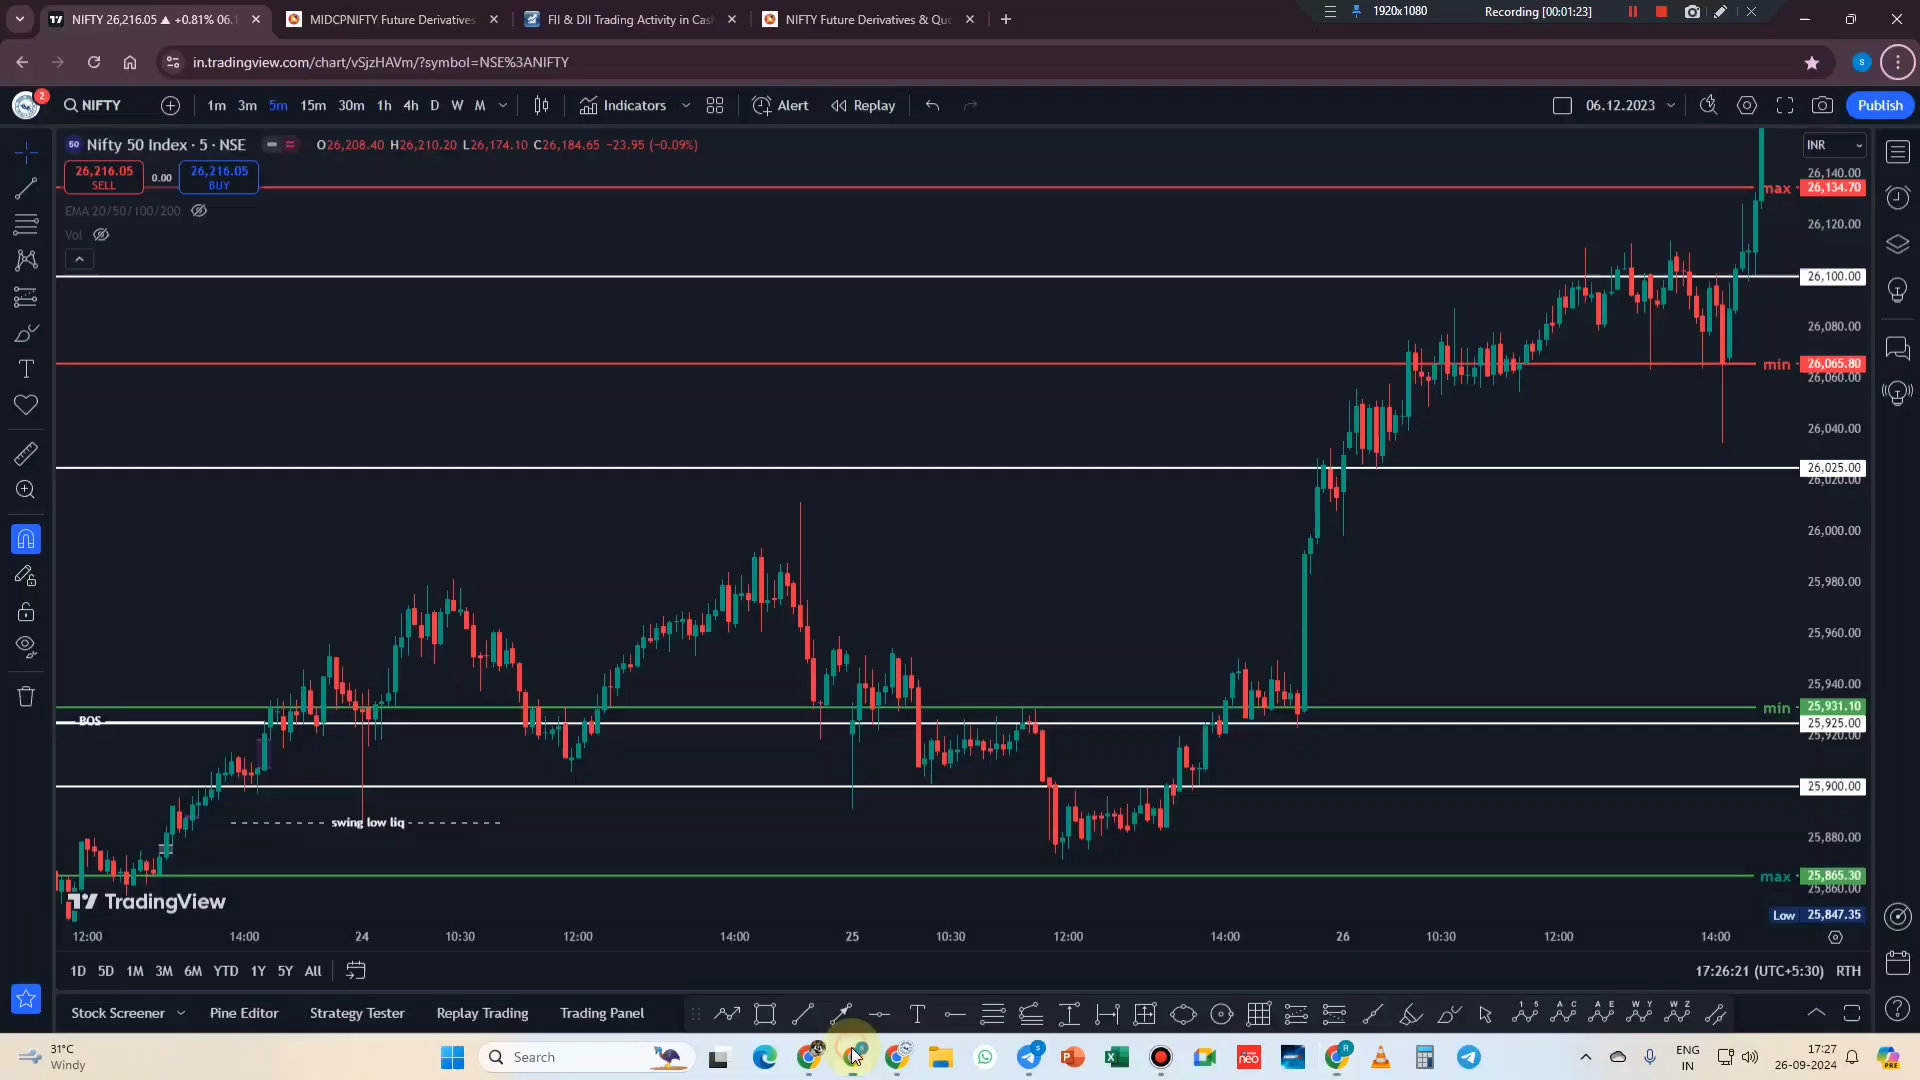 NIFTY 26,216.05 ▲ +0.81% 06.1
MIDCPNIFTY Future Derivatives
FII & DII Trading Activity in Cas
NIFTY Future Derivatives & Quo
1920x1080
Recording [00:01:23]
in.tradingview.com/chart/vSjzHAVm/?symbol=NSE%3ANIFTY
S
2
NIFTY
1m 3m 5m 15m 30m 1h 4h D W M
Indicators
Alert
Replay
06.12.2023
Publish
50
Nifty 50 Index · 5 · NSE
O26,208.40 H26,210.20 L26,174.10 C26,184.65 −23.95 (−0.09%)
INR
26,216.05
SELL
0.00
26,216.05
BUY
EMA 20/50/100/200
Vol
26,140.00
max
26,134.70
26,120.00
26,100.00
26,080.00
min
26,065.80
26,060.00
26,040.00
26,025.00
26,020.00
26,000.00
25,980.00
25,960.00
25,940.00
min
25,931.10
BOS
25,925.00
25,920.00
25,900.00
swing low liq
25,880.00
max
25,865.30
25,860.00
TradingView
Low 25,847.35
12:00 14:00 24 10:30 12:00 14:00 25 10:30 12:00 14:00 26 10:30 12:00 14:00
1D 5D 1M 3M 6M YTD 1Y 5Y All
17:26:21 (UTC+5:30) RTH
Stock Screener
Pine Editor
Strategy Tester
Replay Trading
Trading Panel
31°C
Windy
Search
neo
ENG
IN
17:27
26-09-2024